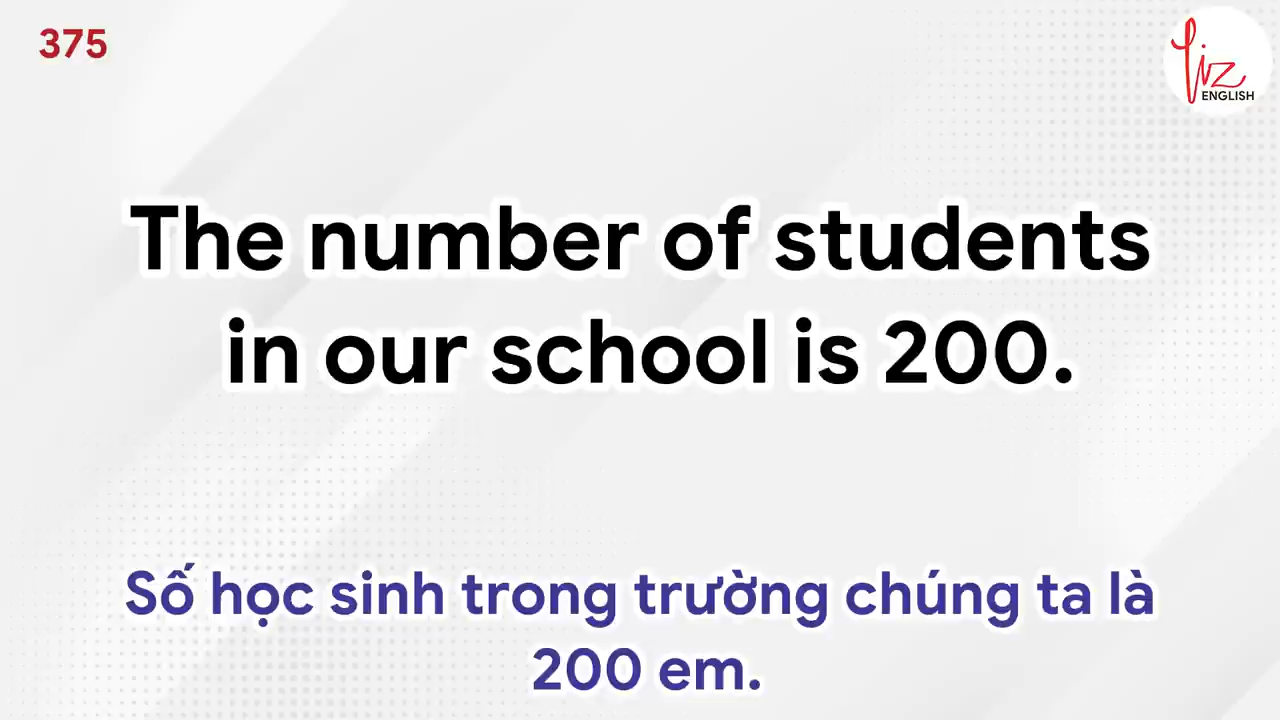 375
liz
ENGLISH
The number of students
in our school is 200.
Số học sinh trong trường chúng ta là
200 em.